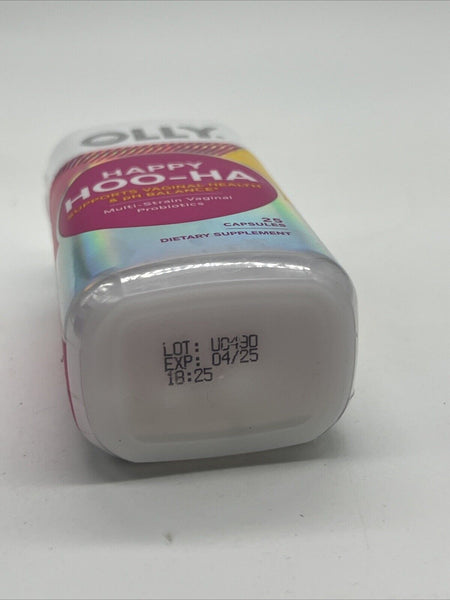 OLLY
HAPPY
HOO-HA
SUPPORTS VAGINAL HEALTH
& pH BALANCE*
Multi-Strain Vaginal
Probiotics
25
CAPSULES
DIETARY SUPPLEMENT
LOT: U0490
EXP: 04/25
18:25